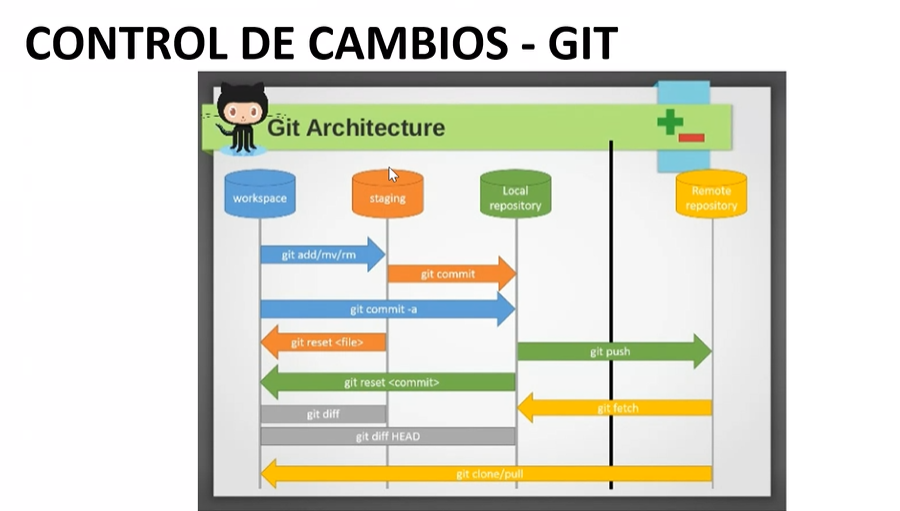 CONTROL DE CAMBIOS - GIT
Git Architecture
workspace
staging
Local
repository
Remote
repository
git add/mv/rm
git commit
git commit -a
git reset <file>
git push
git reset <commit>
git fetch
git diff
git diff HEAD
git clone/pull